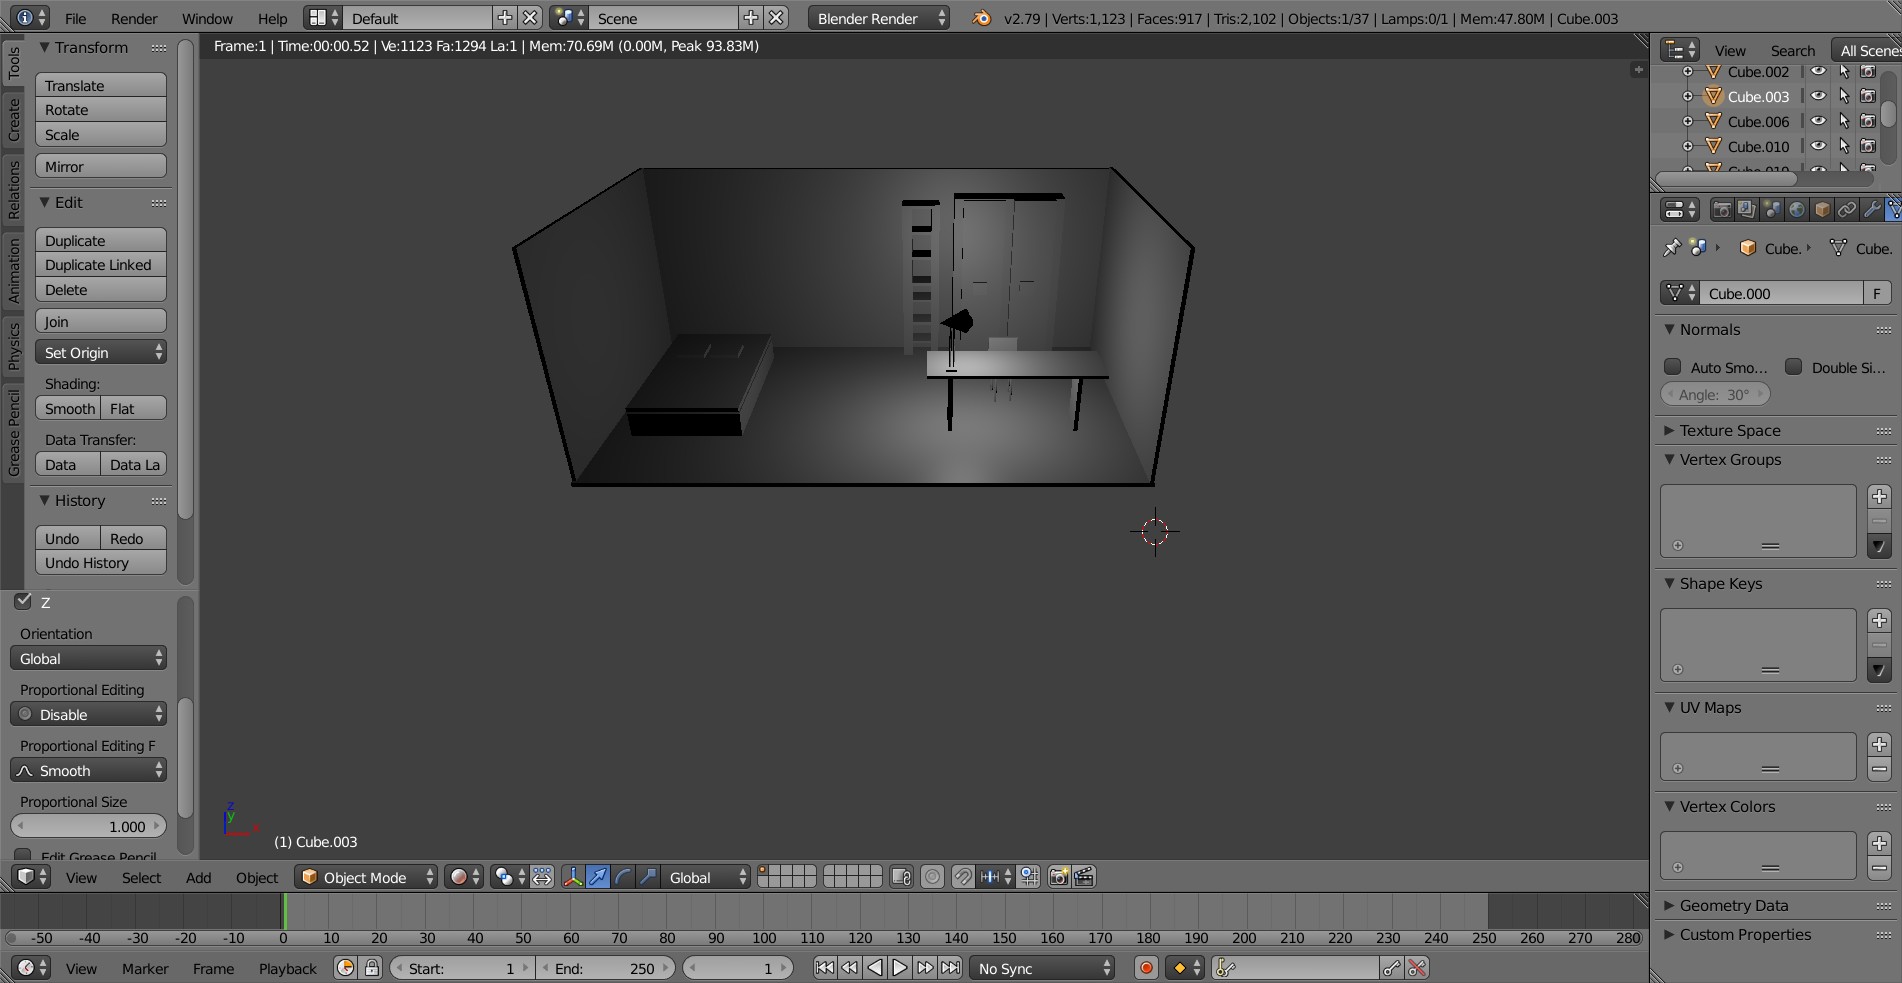 File Render Window Help Default Scene Blender Render v2.79 | Verts:1,123 | Faces:917 | Tris:2,102 | Objects:1/37 | Lamps:0/1 | Mem:47.80M | Cube.003
Frame:1 | Time:00:00.52 | Ve:1123 Fa:1294 La:1 | Mem:70.69M (0.00M, Peak 93.83M)
Tools
Create
Relations
Animation
Physics
Grease Pencil
Transform
Translate
Rotate
Scale
Mirror
Edit
Duplicate
Duplicate Linked
Delete
Join
Set Origin
Shading:
Smooth Flat
Data Transfer:
Data Data La
History
Undo Redo
Undo History
Z
Orientation
Global
Proportional Editing
Disable
Proportional Editing F
Smooth
Proportional Size
1.000
Edit Grease Pencil
z
y
x
(1) Cube.003
View Select Add Object Object Mode Global
-50 -40 -30 -20 -10 0 10 20 30 40 50 60 70 80 90 100 110 120 130 140 150 160 170 180 190 200 210 220 230 240 250 260 270 280
View Marker Frame Playback Start: 1 End: 250 1 No Sync
View Search All Scenes
Cube.002
Cube.003
Cube.006
Cube.010
Cube. Cube.
Cube.000 F
Normals
Auto Smo... Double Si...
Angle: 30°
Texture Space
Vertex Groups
Shape Keys
UV Maps
Vertex Colors
Geometry Data
Custom Properties